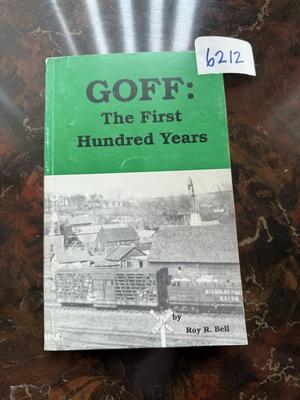 6212
GOFF:
The First
Hundred Years
by
Roy R. Bell